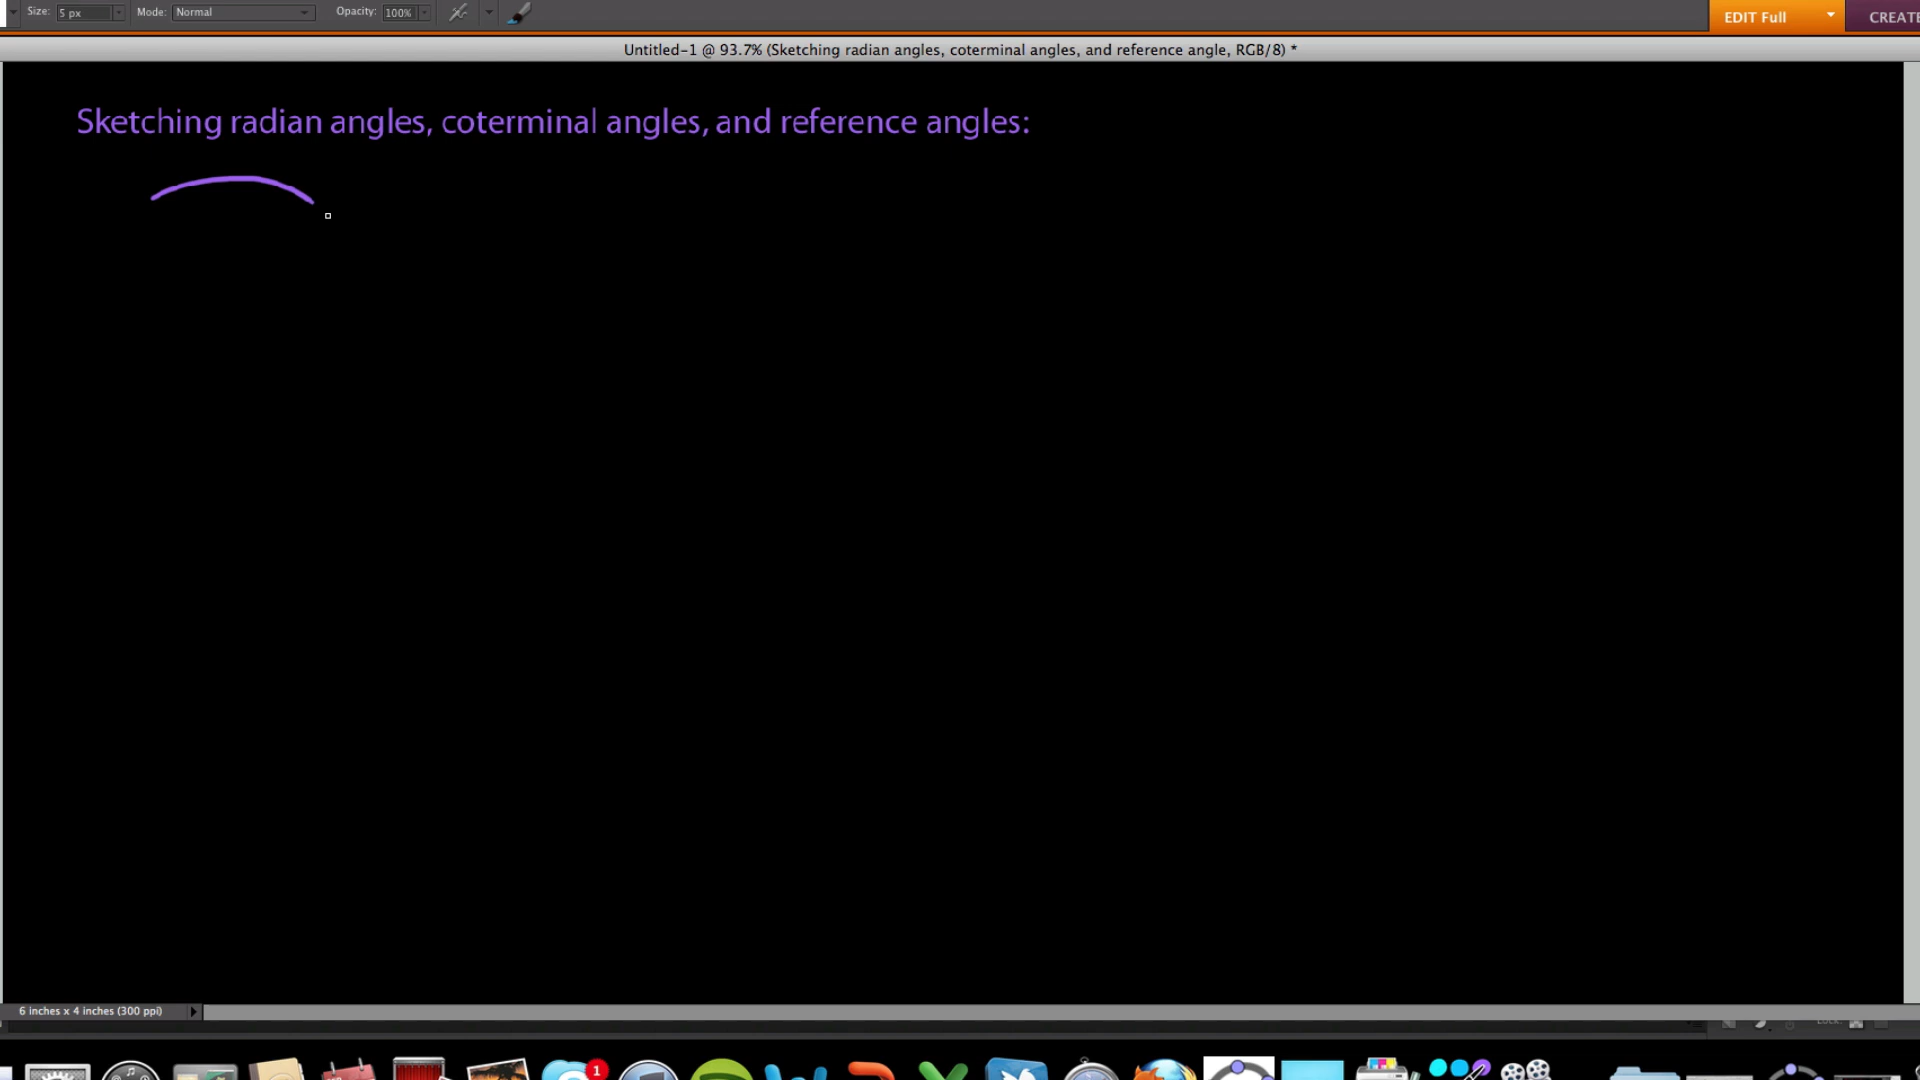 Size: 5 px Mode: Normal Opacity: 100% EDIT Full CREATE
Untitled-1 @ 93.7% (Sketching radian angles, coterminal angles, and reference angle, RGB/8) *
Sketching radian angles, coterminal angles, and reference angles:
6 inches x 4 inches (300 ppi)
Lock:
1